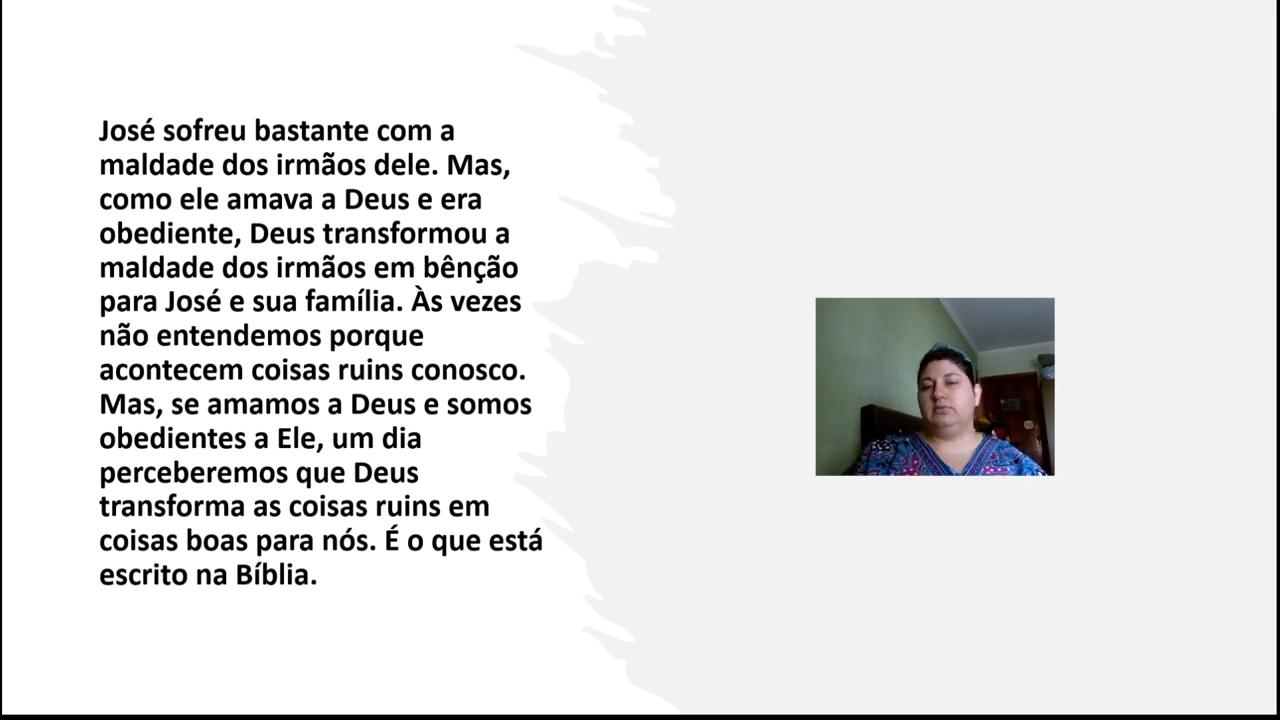 José sofreu bastante com a
maldade dos irmãos dele. Mas,
como ele amava a Deus e era
obediente, Deus transformou a
maldade dos irmãos em bênção
para José e sua família. Às vezes
não entendemos porque
acontecem coisas ruins conosco.
Mas, se amamos a Deus e somos
obedientes a Ele, um dia
perceberemos que Deus
transforma as coisas ruins em
coisas boas para nós. É o que está
escrito na Bíblia.